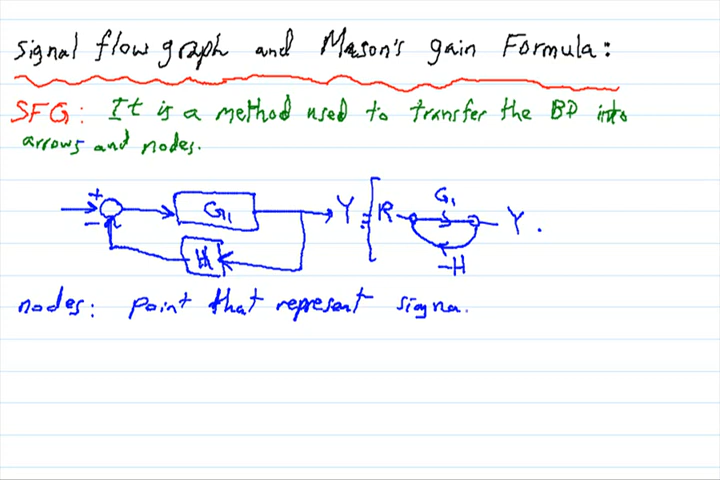 Signal flow graph and Mason's gain Formula:
SFG: It is a method used to transfer the BD into
arrows and nodes.
+ − G₁ H Y = R G₁ −H Y.
nodes: point that represent signa.